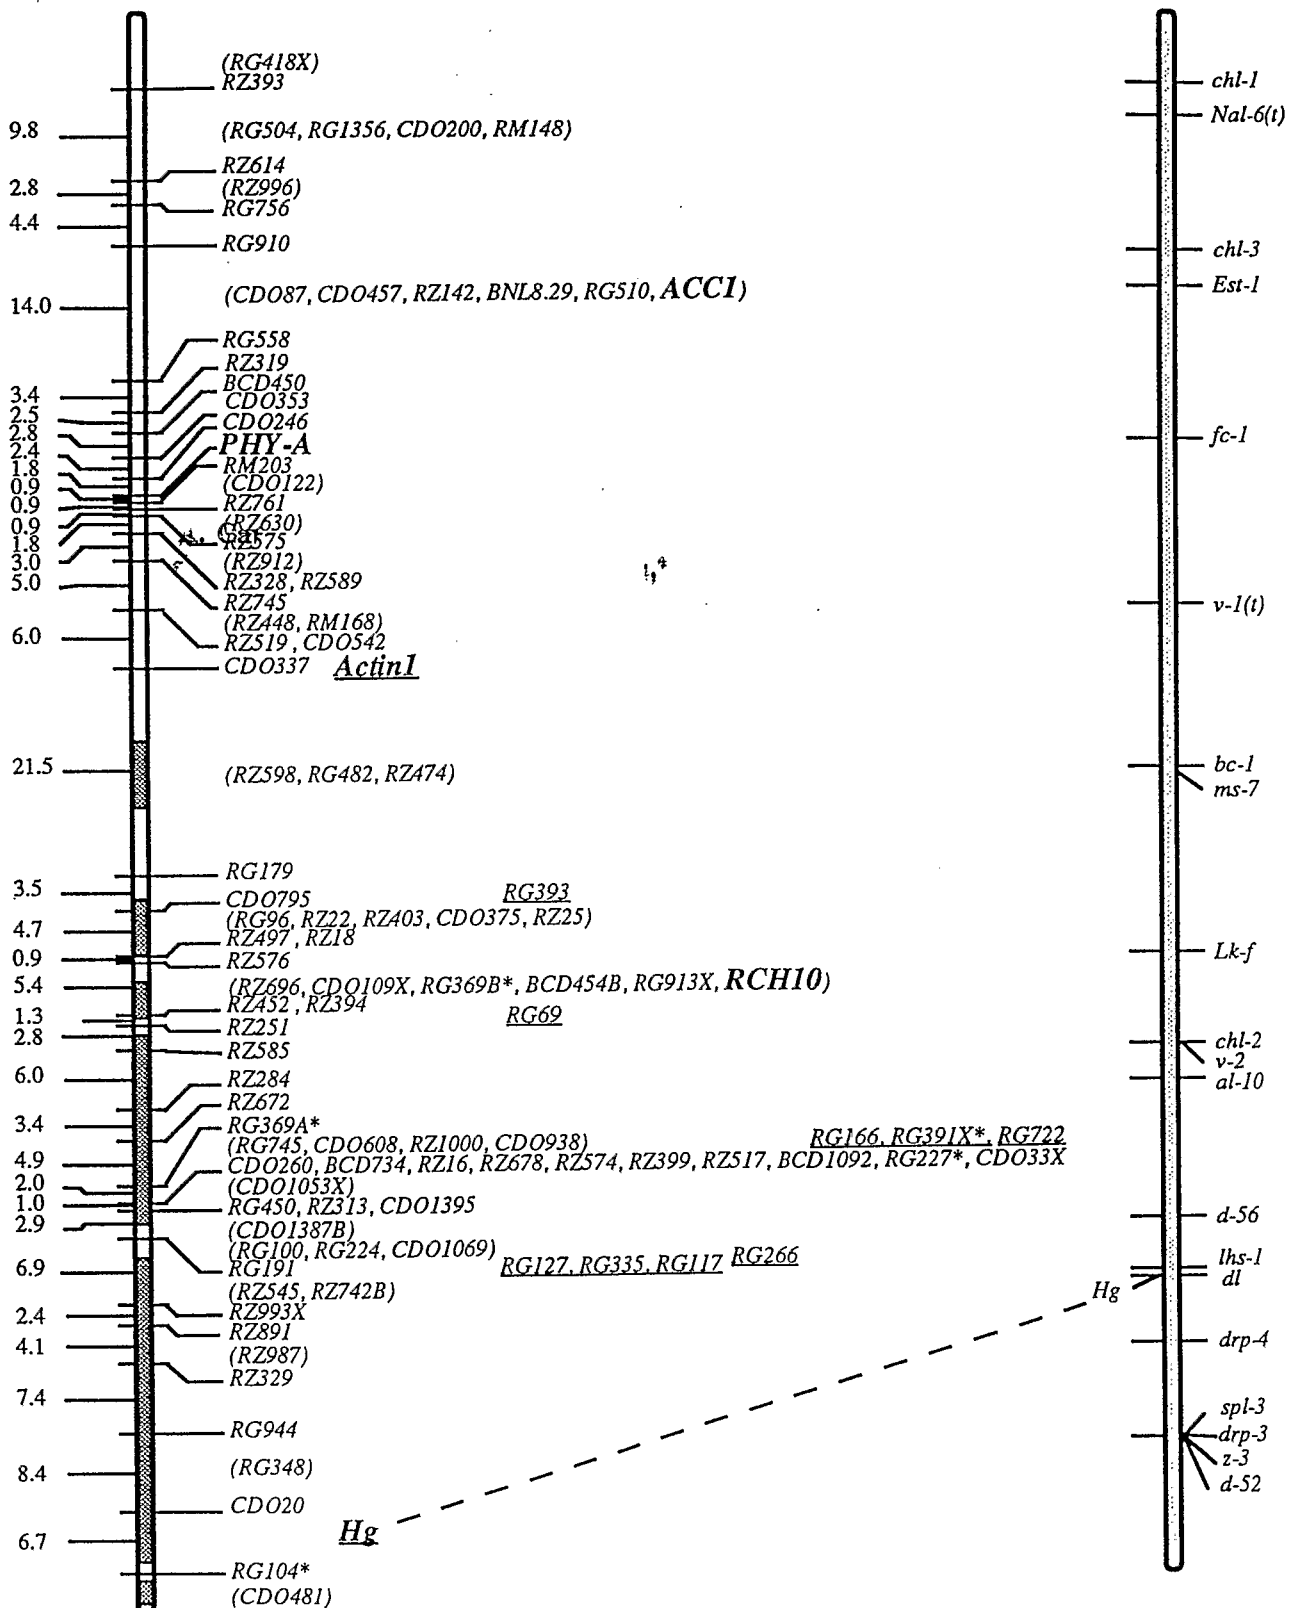 (RG418X)
RZ393 chl-1
Nal-6(t)
9.8 (RG504, RG1356, CDO200, RM148)
RZ614
2.8 (RZ996)
RG756
4.4
RG910 chl-3
(CDO87, CDO457, RZ142, BNL8.29, RG510, ACC1) Est-1
14.0
RG558
RZ319
BCD450
3.4 CDO353
2.5 CDO246
2.8 PHY-A fc-1
2.4 RM203
1.8 (CDO122)
0.9 RZ761
0.9 (RZ630)
0.9 RZ575
1.8 (RZ912)
3.0 RZ328, RZ589
5.0 RZ745 v-1(t)
(RZ448, RM168)
6.0 RZ519, CDO542
CDO337 Actin1
21.5 (RZ598, RG482, RZ474) bc-1
ms-7
RG179
3.5 CDO795 RG393
(RG96, RZ22, RZ403, CDO375, RZ25)
4.7 RZ497, RZ18
0.9 RZ576 Lk-f
5.4 (RZ696, CDO109X, RG369B*, BCD454B, RG913X, RCH10)
RZ452, RZ394
1.3 RZ251 RG69
2.8 RZ585 chl-2
v-2
6.0 RZ284 al-10
RZ672
3.4 RG369A*
(RG745, CDO608, RZ1000, CDO938) RG166, RG391X*, RG722
4.9 CDO260, BCD734, RZ16, RZ678, RZ574, RZ399, RZ517, BCD1092, RG227*, CDO33X
2.0 (CDO1053X)
1.0 RG450, RZ313, CDO1395
2.9 (CDO1387B) d-56
(RG100, RG224, CDO1069) RG266 lhs-1
6.9 RG191 RG127, RG335, RG117 dl
(RZ545, RZ742B) Hg
2.4 RZ993X
4.1 RZ891 drp-4
(RZ987)
RZ329
7.4 spl-3
RG944 drp-3
z-3
8.4 (RG348) d-52
CDO20
6.7 Hg
RG104*
(CDO481)